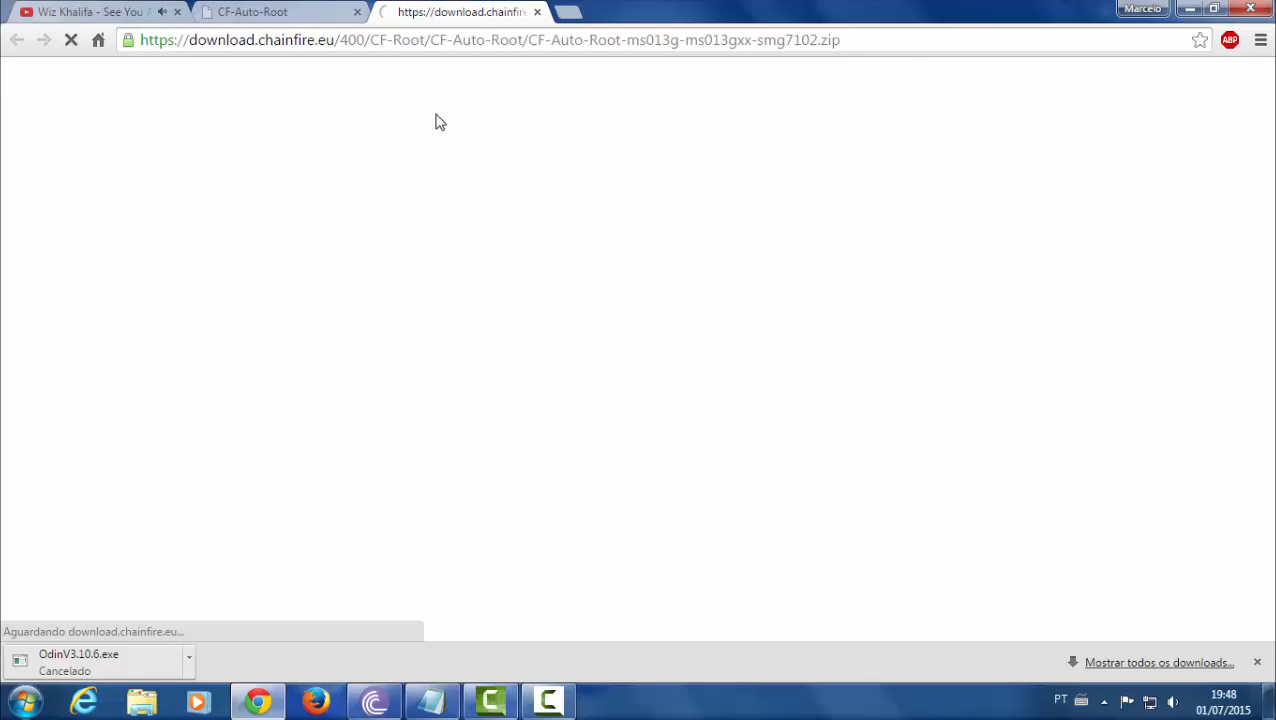 Wiz Khalifa - See You A
CF-Auto-Root
https://download.chainfire
Marcelo
https://download.chainfire.eu/400/CF-Root/CF-Auto-Root/CF-Auto-Root-ms013g-ms013gxx-smg7102.zip
ABP
Aguardando download.chainfire.eu...
OdinV3.10.6.exe
Cancelado
Mostrar todos os downloads...
PT
19:48
01/07/2015